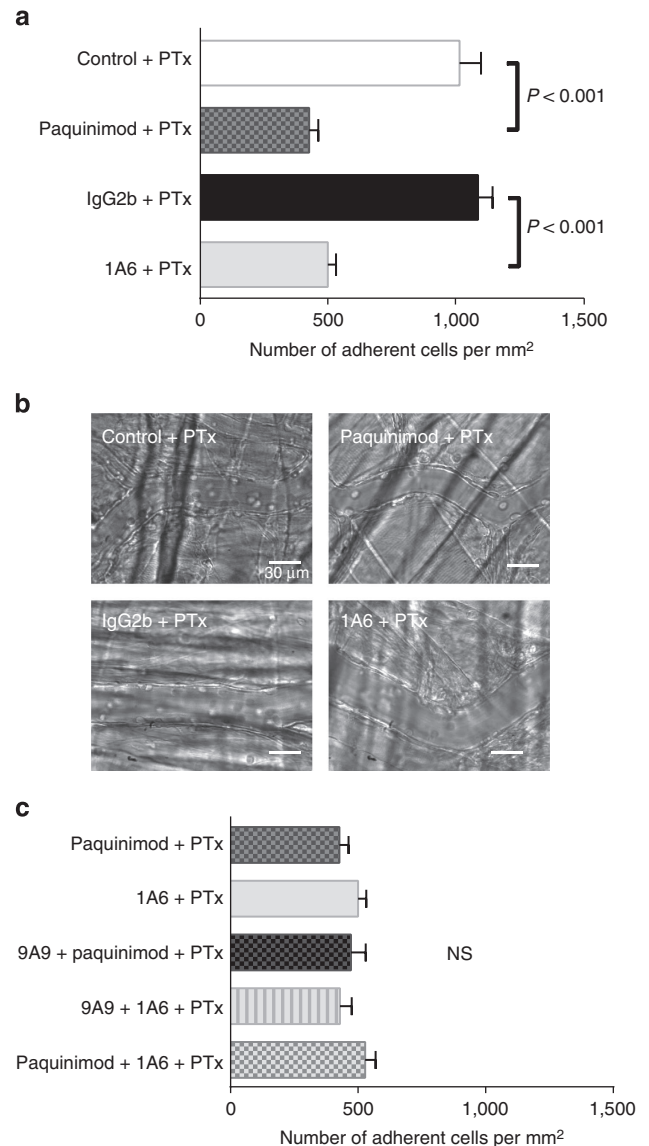 a
Control + PTx
Paquinimod + PTx
IgG2b + PTx
1A6 + PTx
P < 0.001
P < 0.001
0 500 1,000 1,500
Number of adherent cells per mm²
b
Control + PTx
30 µm
Paquinimod + PTx
IgG2b + PTx
1A6 + PTx
c
Paquinimod + PTx
1A6 + PTx
9A9 + paquinimod + PTx
9A9 + 1A6 + PTx
Paquinimod + 1A6 + PTx
NS
0 500 1,000 1,500
Number of adherent cells per mm²